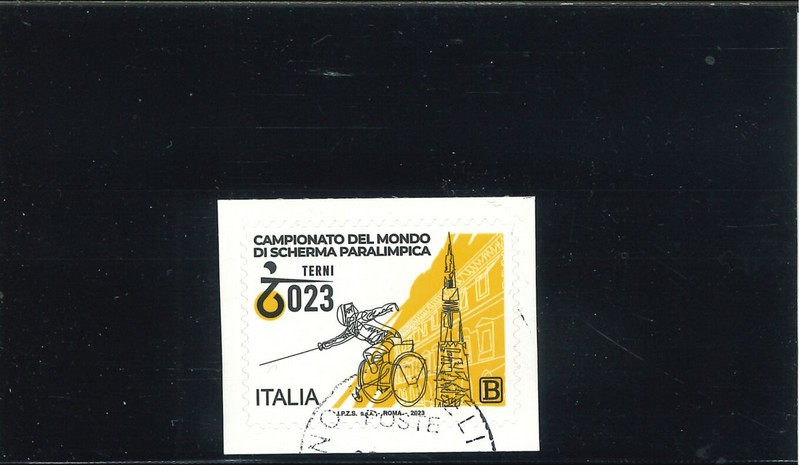 CAMPIONATO DEL MONDO
DI SCHERMA PARALIMPICA
TERNI
2023
ITALIA
B
I.P.Z.S. S.p.A. - ROMA - 2023
POSTE